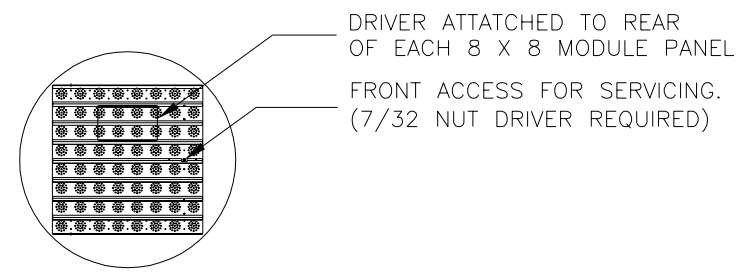 DRIVER ATTATCHED TO REAR
OF EACH 8 X 8 MODULE PANEL
FRONT ACCESS FOR SERVICING.
(7/32 NUT DRIVER REQUIRED)